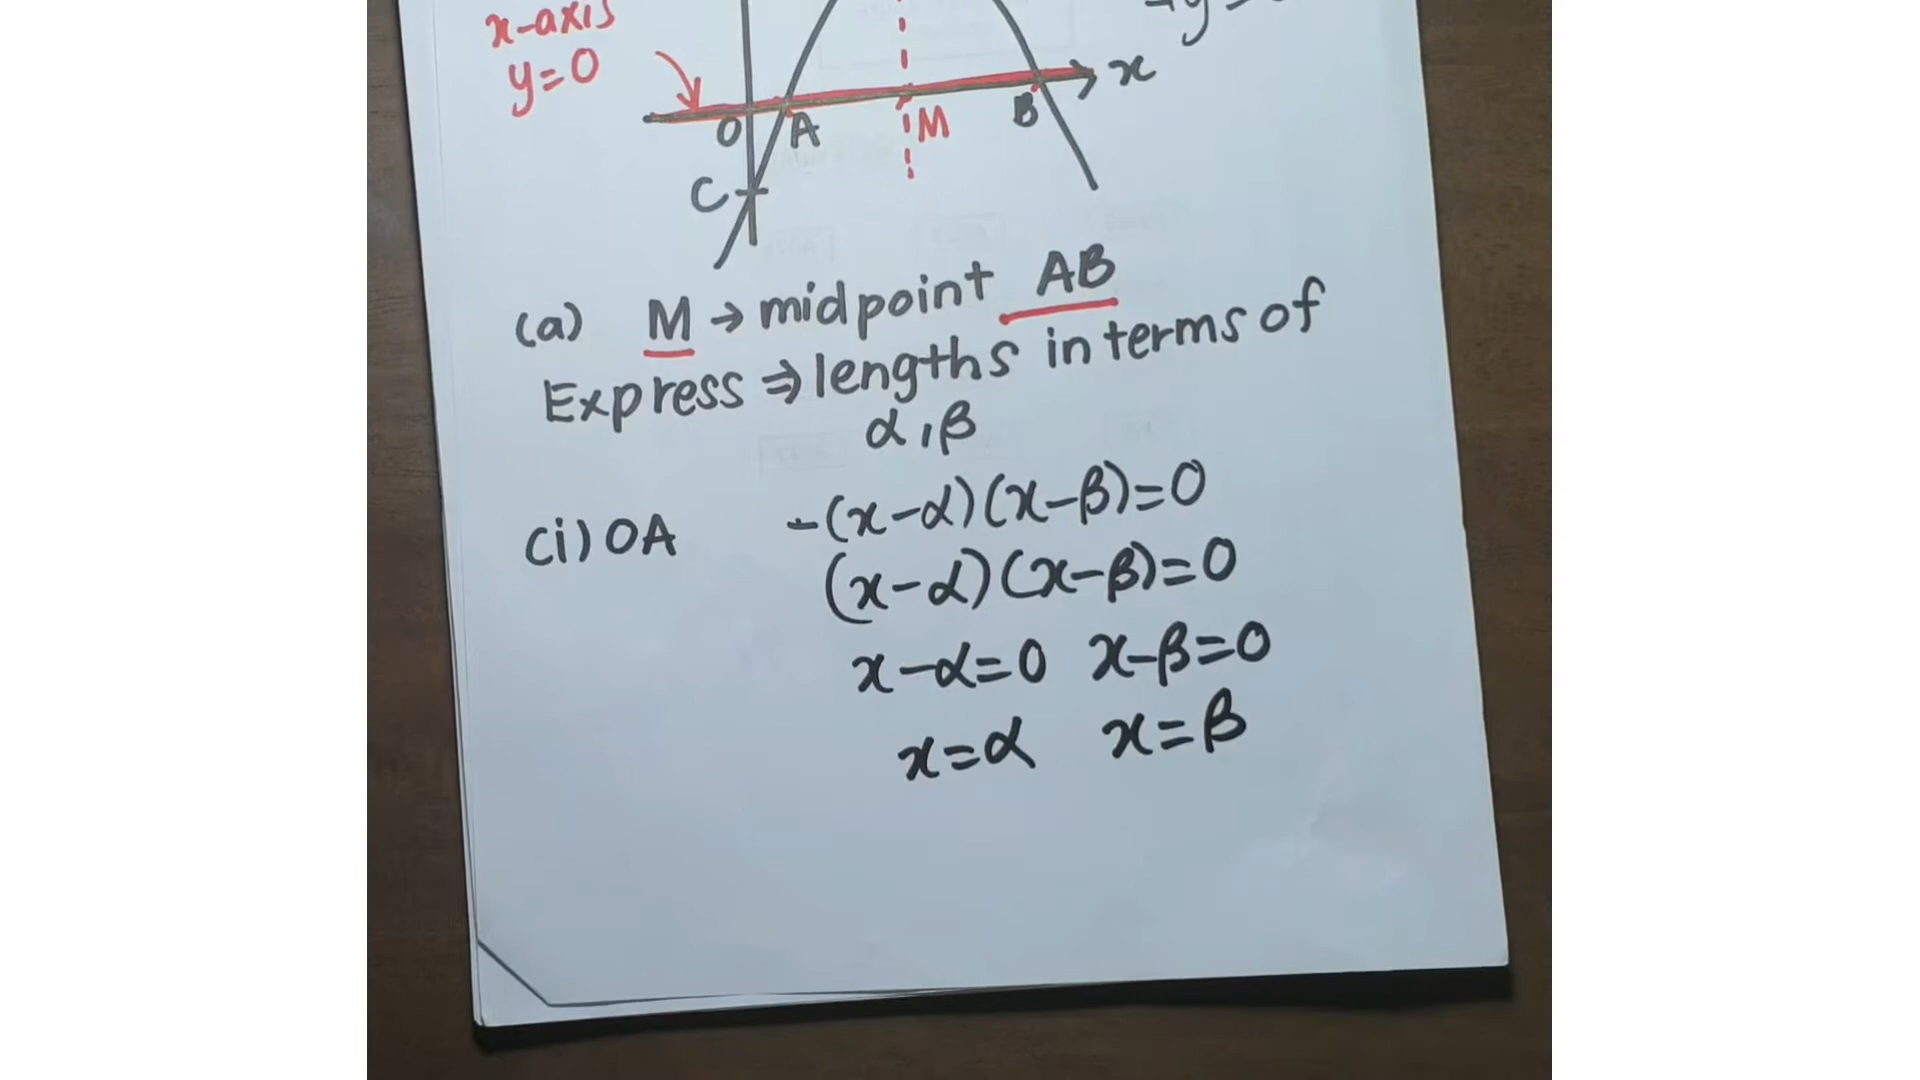 x-axis
y=0
x
O
A
M
B
C
(a) M → midpoint AB
Express ⇒ lengths in terms of
α, β
(i) OA
-(x-α)(x-β)=0
(x-α)(x-β)=0
x-α=0 x-β=0
x=α x=β